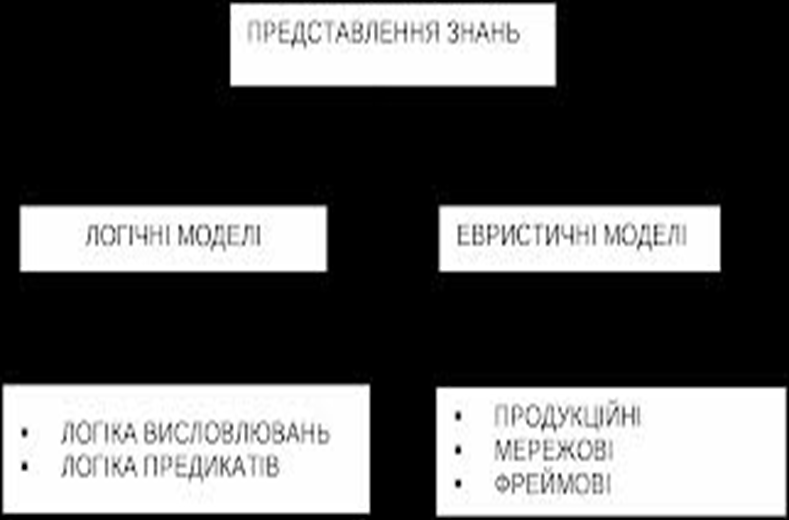 ПРЕДСТАВЛЕННЯ ЗНАНЬ
ЛОГІЧНІ МОДЕЛІ
ЕВРИСТИЧНІ МОДЕЛІ
• ЛОГІКА ВИСЛОВЛЮВАНЬ
• ЛОГІКА ПРЕДИКАТІВ
• ПРОДУКЦІЙНІ
• МЕРЕЖОВІ
• ФРЕЙМОВІ